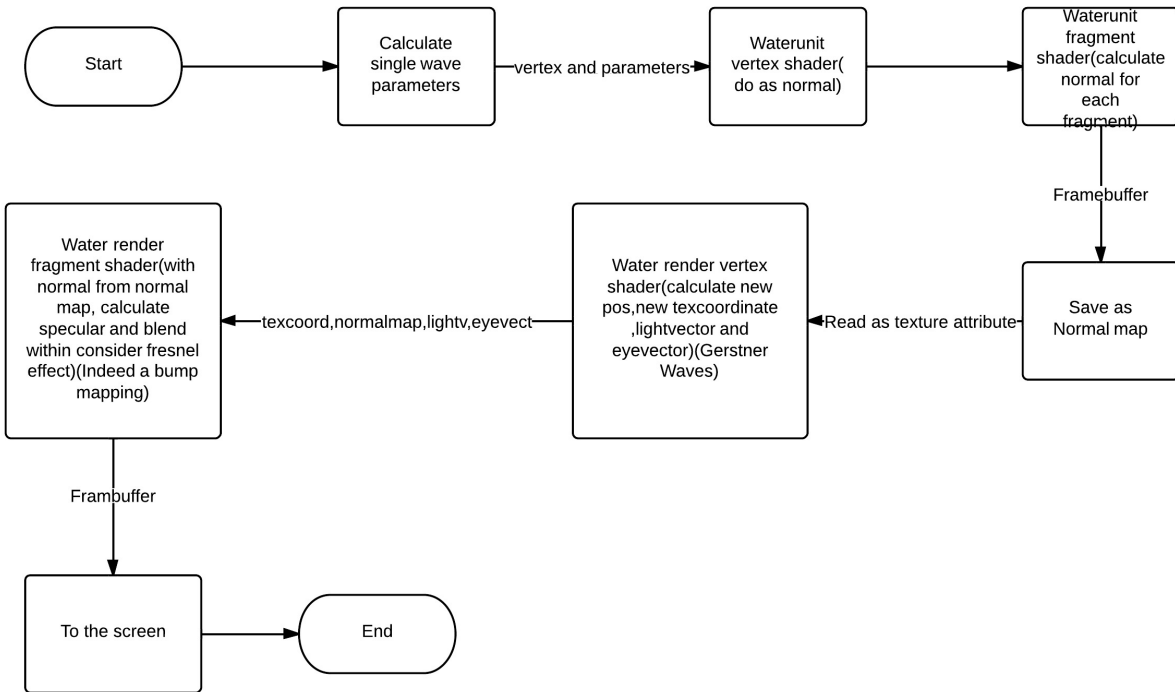 Start
Calculate
single wave
parameters
vertex and parameters
Waterunit
vertex shader(
do as normal)
Waterunit
fragment
shader(calculate
normal for
each
fragment)
Framebuffer
Save as
Normal map
Read as texture attribute
Water render vertex
shader(calculate new
pos,new texcoordinate
,lightvector and
eyevector)(Gerstner
Waves)
texcoord,normalmap,lightv,eyevect
Water render
fragment shader(with
normal from normal
map, calculate
specular and blend
within consider fresnel
effect)(Indeed a bump
mapping)
Frambuffer
To the screen
End